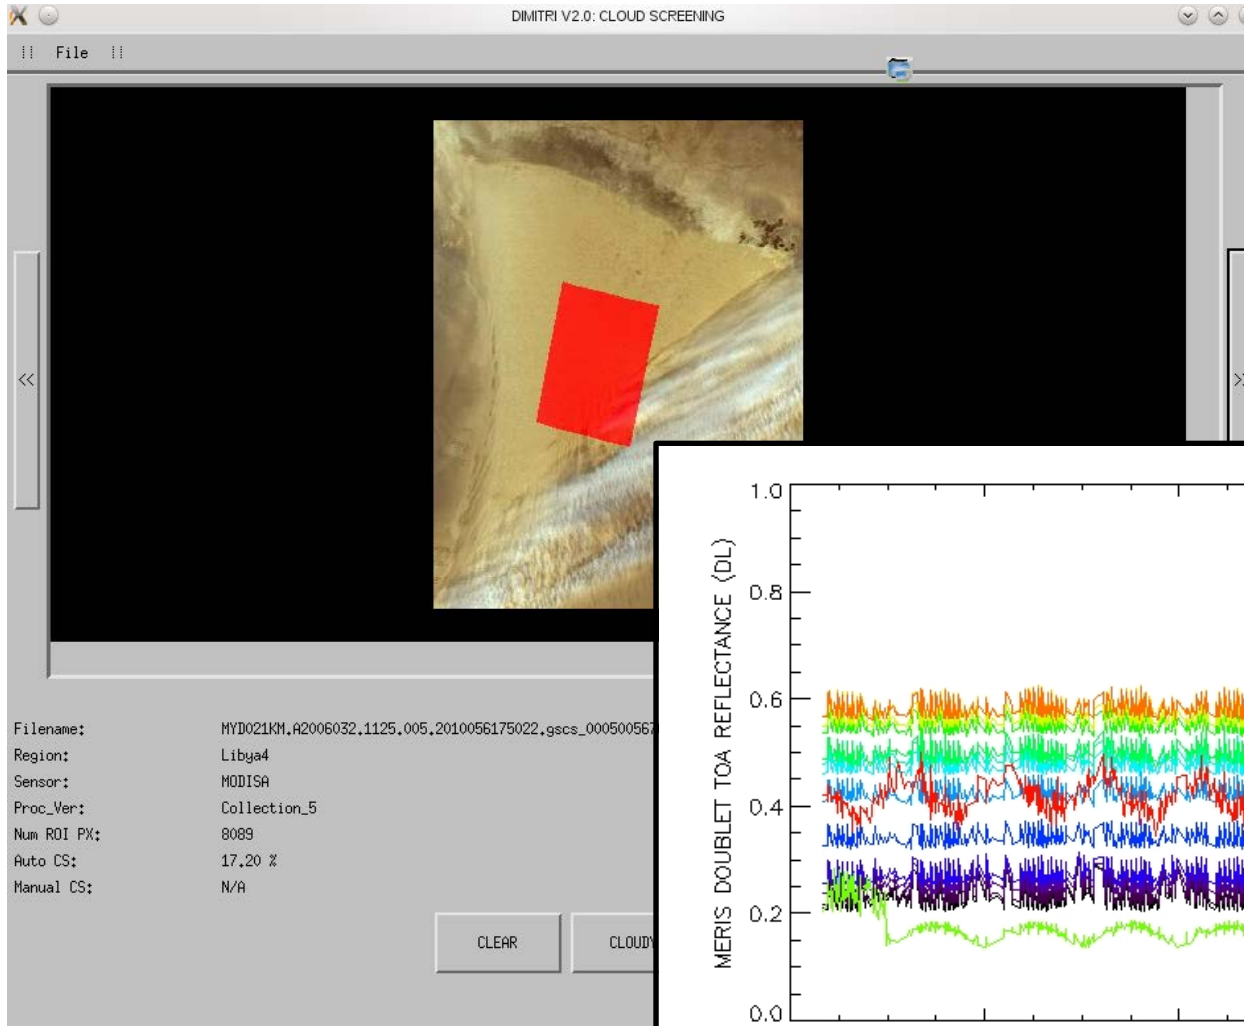 DIMITRI V2.0: CLOUD SCREENING
File
<<
>>
Filename: MYD021KM.A2006032.1125.005.2010056175022.gscs_000500567
Region: Libya4
Sensor: MODISA
Proc_Ver: Collection_5
Num ROI PX: 8089
Auto CS: 17.20 %
Manual CS: N/A
CLEAR
CLOUDY
MERIS DOUBLET TOA REFLECTANCE (DL)
1.0
0.8
0.6
0.4
0.2
0.0